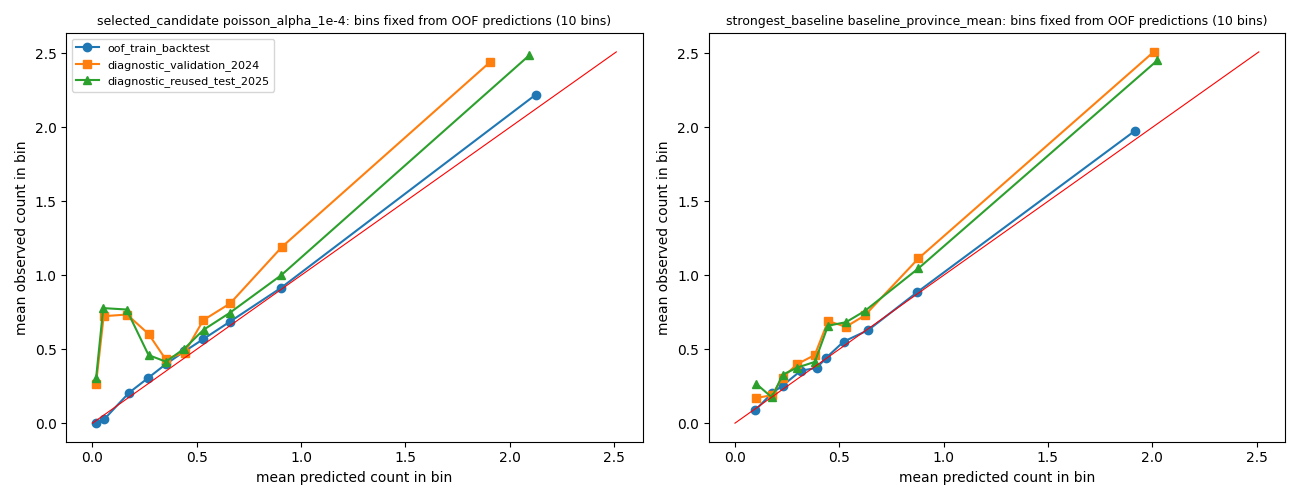 selected_candidate poisson_alpha_1e-4: bins fixed from OOF predictions (10 bins)
oof_train_backtest
diagnostic_validation_2024
diagnostic_reused_test_2025
2.5
2.0
1.5
1.0
0.5
0.0
mean observed count in bin
0.0 0.5 1.0 1.5 2.0 2.5
mean predicted count in bin
strongest_baseline baseline_province_mean: bins fixed from OOF predictions (10 bins)
2.5
2.0
1.5
1.0
0.5
0.0
mean observed count in bin
0.0 0.5 1.0 1.5 2.0 2.5
mean predicted count in bin